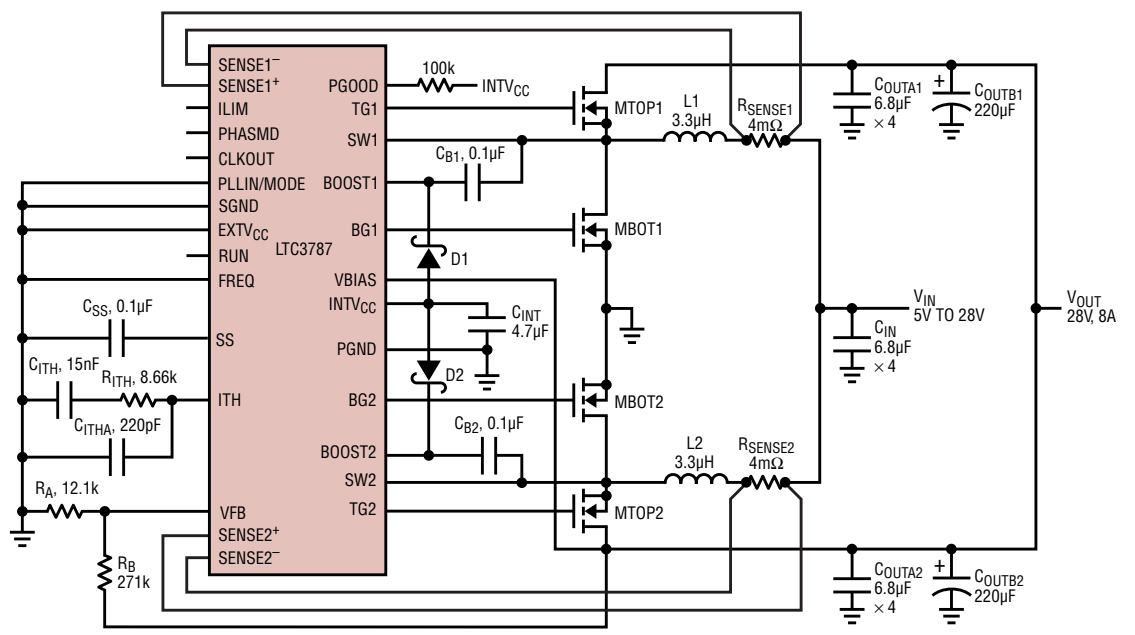 SENSE1–
SENSE1+
ILIM
PHASMD
CLKOUT
PLLIN/MODE
SGND
EXTVCC
RUN
FREQ
SS
ITH
VFB
SENSE2+
SENSE2–
LTC3787
PGOOD
TG1
SW1
BOOST1
BG1
VBIAS
INTVCC
PGND
BG2
BOOST2
SW2
TG2
100k
INTVCC
CB1, 0.1µF
D1
CINT
4.7µF
D2
CB2, 0.1µF
CSS, 0.1µF
CITH, 15nF
RITH, 8.66k
CITHA, 220pF
RA, 12.1k
RB
271k
MTOP1
MBOT1
MBOT2
MTOP2
L1
3.3µH
RSENSE1
4mΩ
L2
3.3µH
RSENSE2
4mΩ
COUTA1
6.8µF
× 4
+
COUTB1
220µF
VIN
5V TO 28V
CIN
6.8µF
× 4
VOUT
28V, 8A
COUTA2
6.8µF
× 4
+
COUTB2
220µF